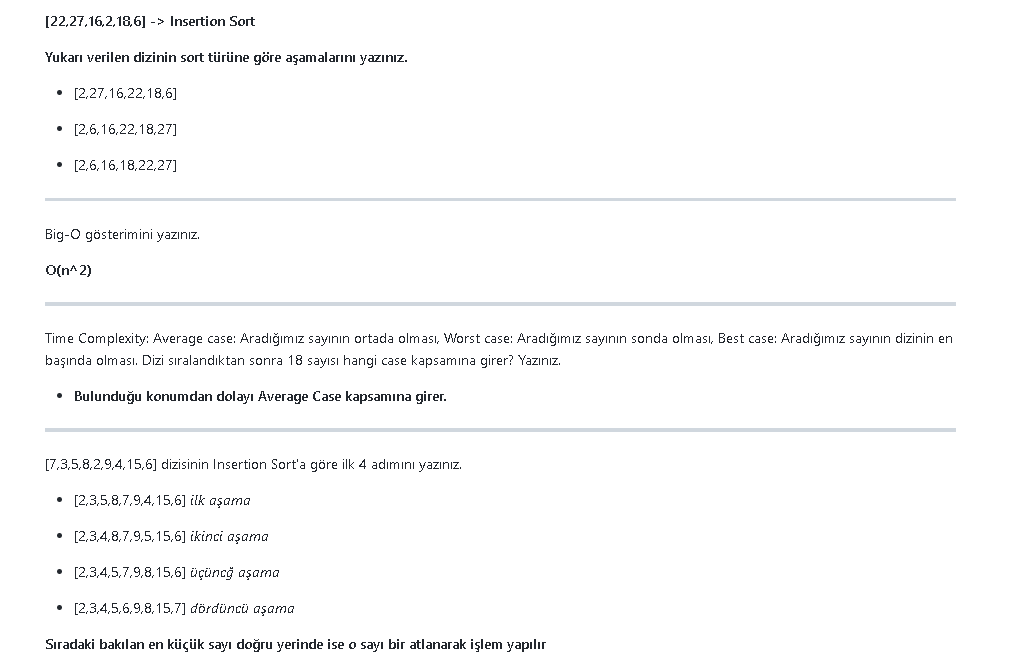 [22,27,16,2,18,6] -> Insertion Sort
Yukarı verilen dizinin sort türüne göre aşamalarını yazınız.
• [2,27,16,22,18,6]
• [2,6,16,22,18,27]
• [2,6,16,18,22,27]
Big-O gösterimini yazınız.
O(n^2)
Time Complexity: Average case: Aradığımız sayının ortada olması, Worst case: Aradığımız sayının sonda olması, Best case: Aradığımız sayının dizinin en
başında olması. Dizi sıralandıktan sonra 18 sayısı hangi case kapsamına girer? Yazınız.
• Bulunduğu konumdan dolayı Average Case kapsamına girer.
[7,3,5,8,2,9,4,15,6] dizisinin Insertion Sort'a göre ilk 4 adımını yazınız.
• [2,3,5,8,7,9,4,15,6] ilk aşama
• [2,3,4,8,7,9,5,15,6] ikinci aşama
• [2,3,4,5,7,9,8,15,6] üçüncğ aşama
• [2,3,4,5,6,9,8,15,7] dördüncü aşama
Sıradaki bakılan en küçük sayı doğru yerinde ise o sayı bir atlanarak işlem yapılır